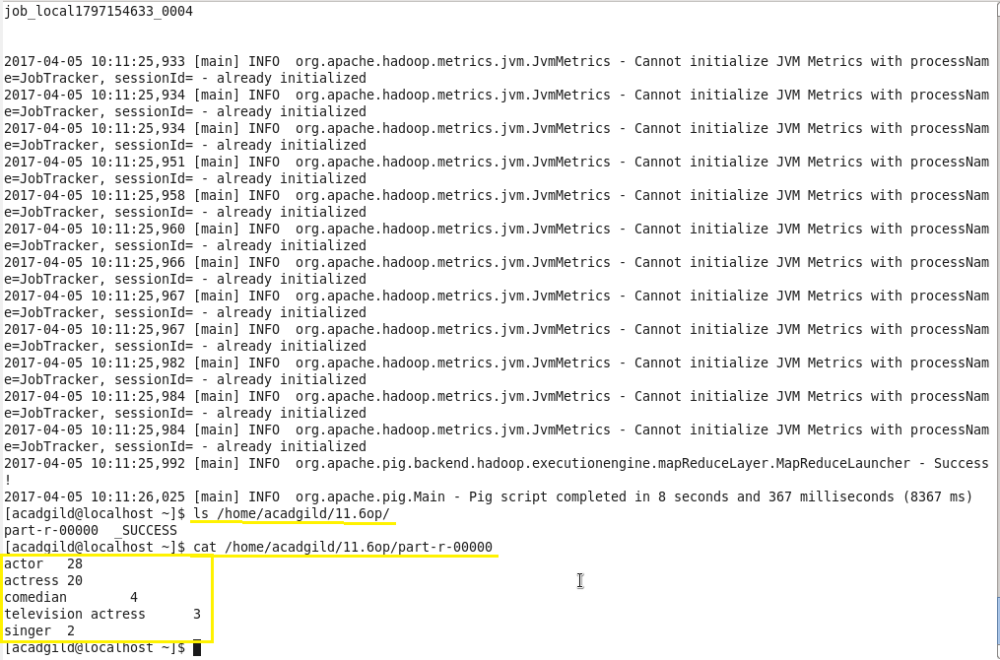 job_local1797154633_0004
2017-04-05 10:11:25,933 [main] INFO  org.apache.hadoop.metrics.jvm.JvmMetrics - Cannot initialize JVM Metrics with processNam
e=JobTracker, sessionId= - already initialized
2017-04-05 10:11:25,934 [main] INFO  org.apache.hadoop.metrics.jvm.JvmMetrics - Cannot initialize JVM Metrics with processNam
e=JobTracker, sessionId= - already initialized
2017-04-05 10:11:25,934 [main] INFO  org.apache.hadoop.metrics.jvm.JvmMetrics - Cannot initialize JVM Metrics with processNam
e=JobTracker, sessionId= - already initialized
2017-04-05 10:11:25,951 [main] INFO  org.apache.hadoop.metrics.jvm.JvmMetrics - Cannot initialize JVM Metrics with processNam
e=JobTracker, sessionId= - already initialized
2017-04-05 10:11:25,958 [main] INFO  org.apache.hadoop.metrics.jvm.JvmMetrics - Cannot initialize JVM Metrics with processNam
e=JobTracker, sessionId= - already initialized
2017-04-05 10:11:25,960 [main] INFO  org.apache.hadoop.metrics.jvm.JvmMetrics - Cannot initialize JVM Metrics with processNam
e=JobTracker, sessionId= - already initialized
2017-04-05 10:11:25,966 [main] INFO  org.apache.hadoop.metrics.jvm.JvmMetrics - Cannot initialize JVM Metrics with processNam
e=JobTracker, sessionId= - already initialized
2017-04-05 10:11:25,967 [main] INFO  org.apache.hadoop.metrics.jvm.JvmMetrics - Cannot initialize JVM Metrics with processNam
e=JobTracker, sessionId= - already initialized
2017-04-05 10:11:25,967 [main] INFO  org.apache.hadoop.metrics.jvm.JvmMetrics - Cannot initialize JVM Metrics with processNam
e=JobTracker, sessionId= - already initialized
2017-04-05 10:11:25,982 [main] INFO  org.apache.hadoop.metrics.jvm.JvmMetrics - Cannot initialize JVM Metrics with processNam
e=JobTracker, sessionId= - already initialized
2017-04-05 10:11:25,984 [main] INFO  org.apache.hadoop.metrics.jvm.JvmMetrics - Cannot initialize JVM Metrics with processNam
e=JobTracker, sessionId= - already initialized
2017-04-05 10:11:25,984 [main] INFO  org.apache.hadoop.metrics.jvm.JvmMetrics - Cannot initialize JVM Metrics with processNam
e=JobTracker, sessionId= - already initialized
2017-04-05 10:11:25,992 [main] INFO  org.apache.pig.backend.hadoop.executionengine.mapReduceLayer.MapReduceLauncher - Success
!
2017-04-05 10:11:26,025 [main] INFO  org.apache.pig.Main - Pig script completed in 8 seconds and 367 milliseconds (8367 ms)
[acadgild@localhost ~]$ ls /home/acadgild/11.6op/
part-r-00000  _SUCCESS
[acadgild@localhost ~]$ cat /home/acadgild/11.6op/part-r-00000
actor   28
actress 20
comedian        4
television actress      3
singer  2
[acadgild@localhost ~]$